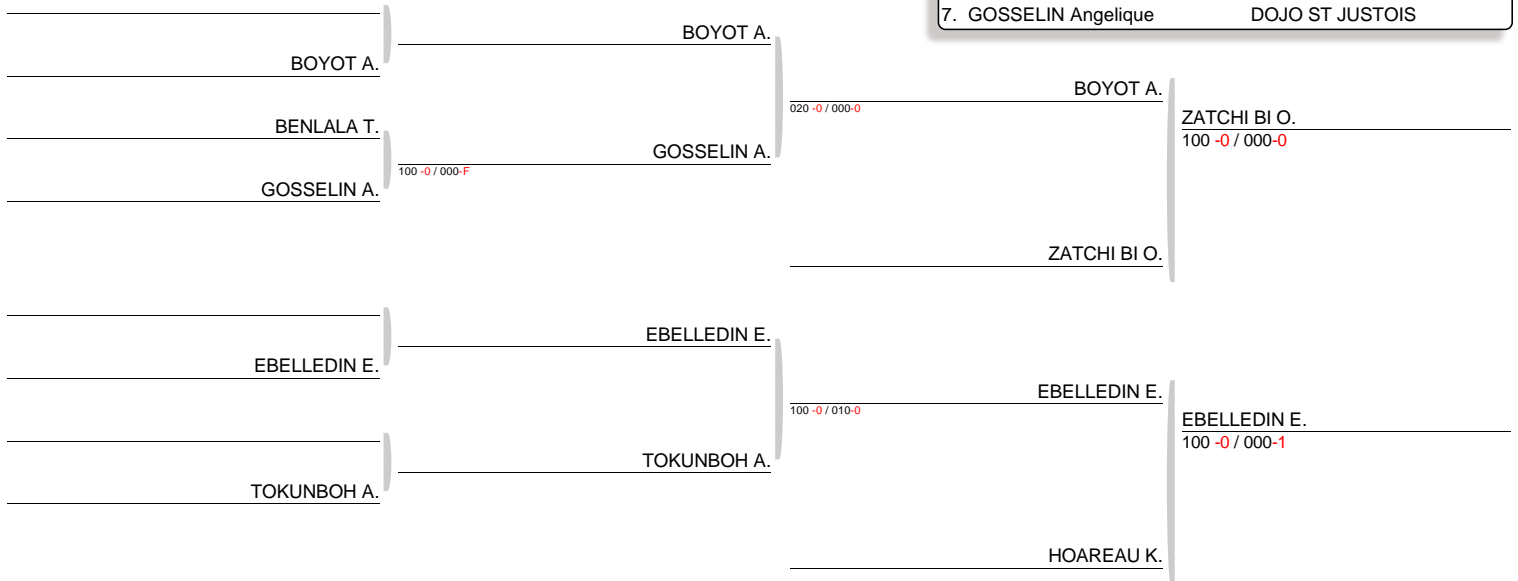 7. GOSSELIN Angelique DOJO ST JUSTOIS
BOYOT A.
BOYOT A.
BOYOT A.
020 -0 / 000-0
ZATCHI BI O.
100 -0 / 000-0
BENLALA T.
GOSSELIN A.
100 -0 / 000-F
GOSSELIN A.
ZATCHI BI O.
EBELLEDIN E.
EBELLEDIN E.
EBELLEDIN E.
100 -0 / 010-0
EBELLEDIN E.
100 -0 / 000-1
TOKUNBOH A.
TOKUNBOH A.
HOAREAU K.